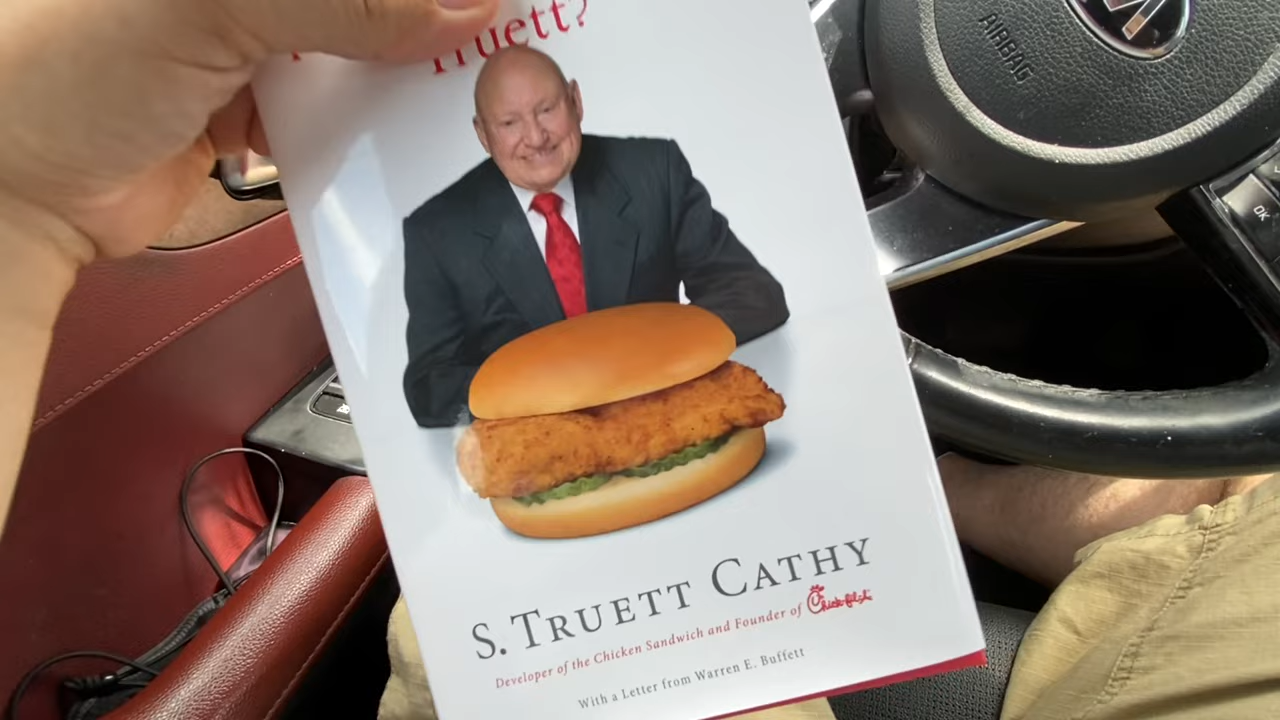 Truett?
S. TRUETT CATHY
Developer of the Chicken Sandwich and Founder of Chick-fil-A
With a Letter from Warren E. Buffett
AIRBAG
OK